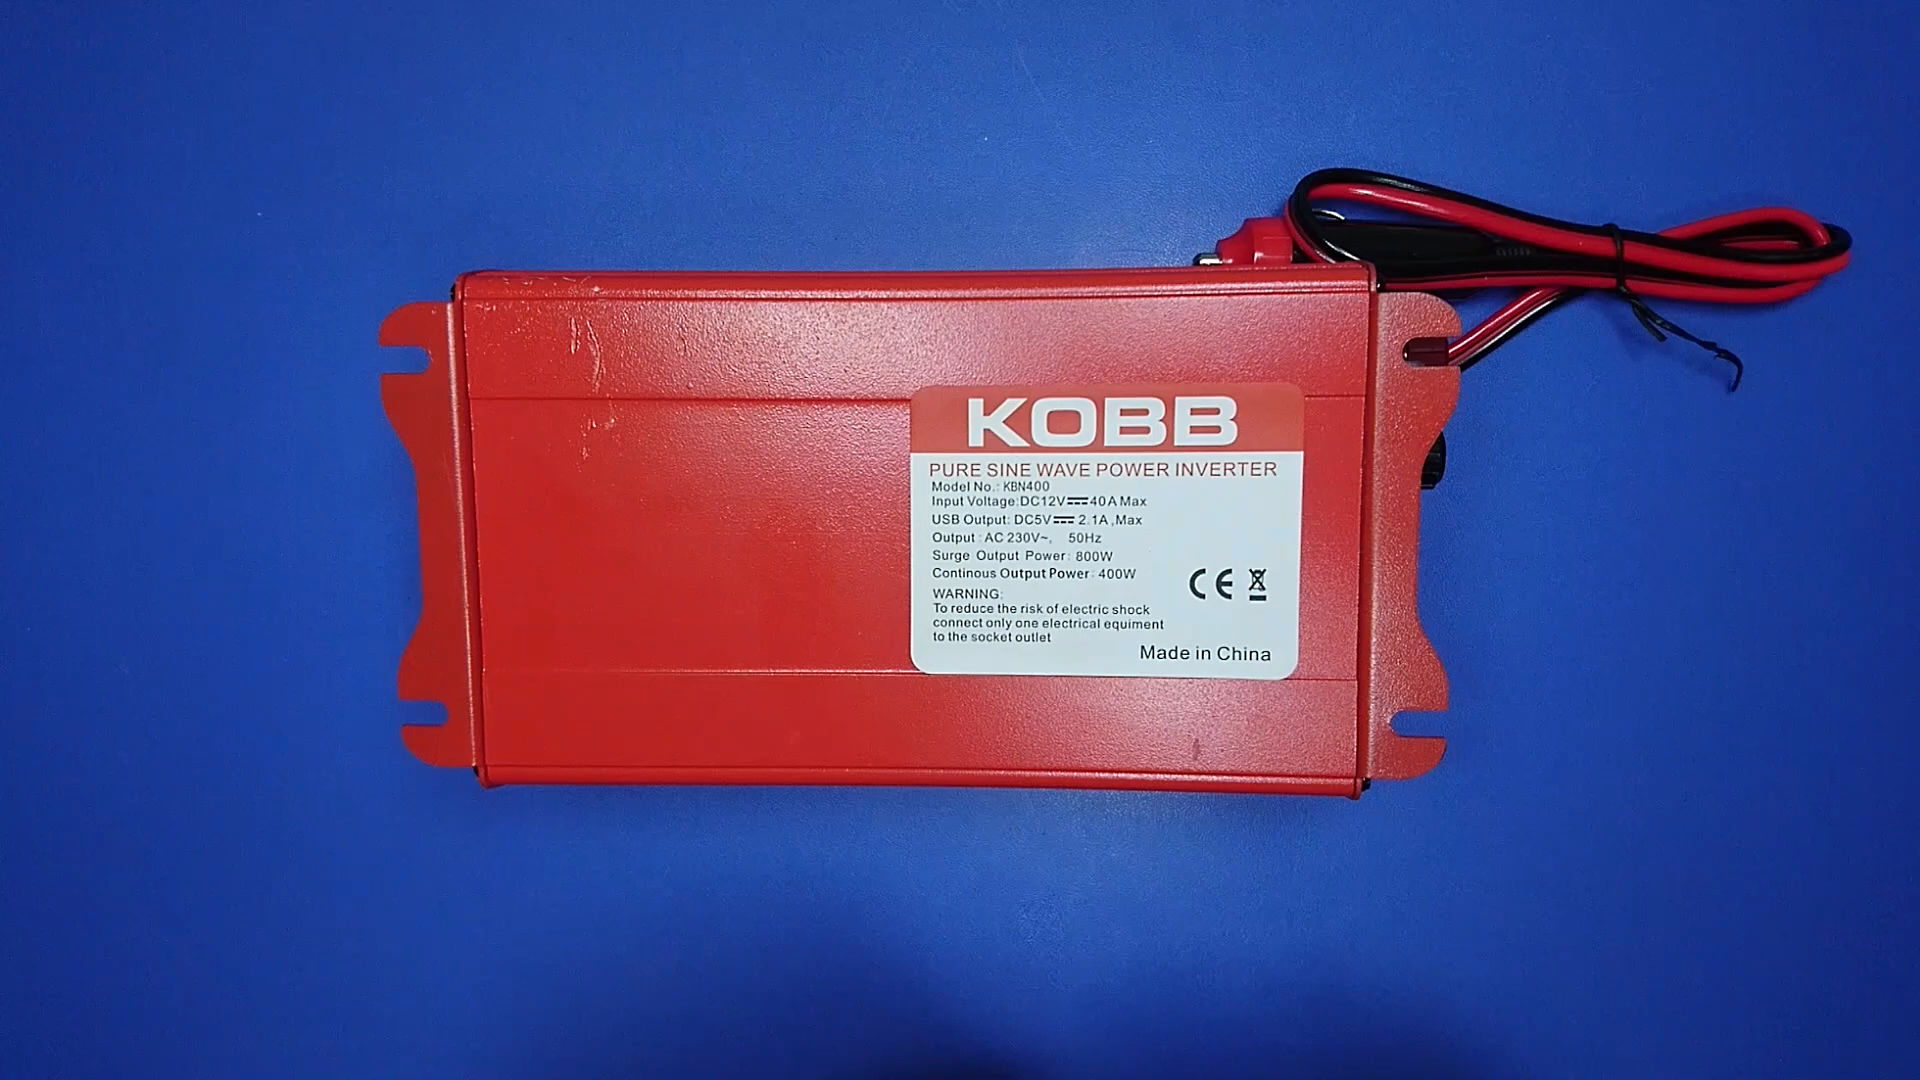 KOBB
PURE SINE WAVE POWER INVERTER
Model No.: KBN400
Input Voltage:DC12V⎓40A Max
USB Output: DC5V⎓ 2.1A ,Max
Output : AC 230V~, 50Hz
Surge Output Power: 800W
Continous Output Power: 400W
WARNING:
To reduce the risk of electric shock
connect only one electrical equiment
to the socket outlet
CE
Made in China